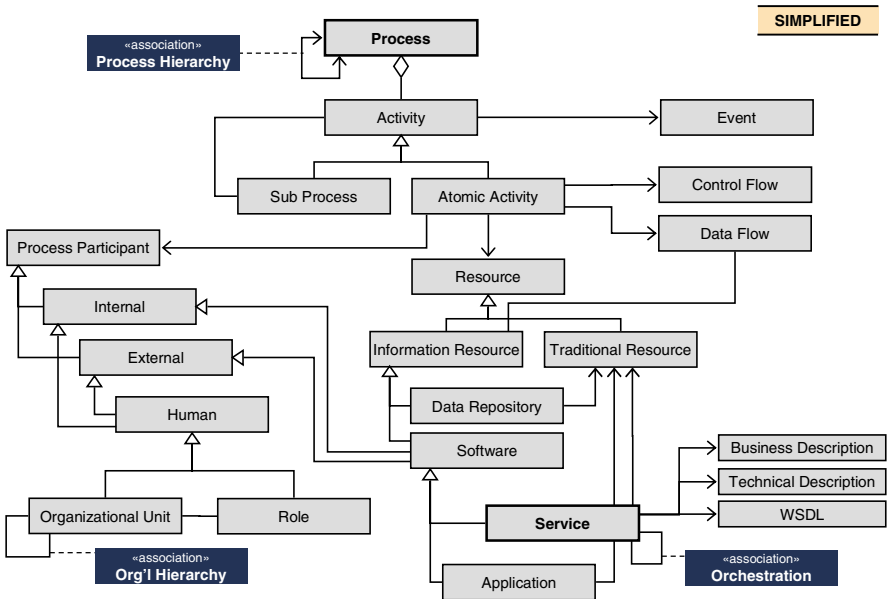 SIMPLIFIED
Process
«association»
Process Hierarchy
Activity
Event
Sub Process
Atomic Activity
Control Flow
Data Flow
Process Participant
Resource
Internal
Information Resource
Traditional Resource
External
Human
Data Repository
Software
Business Description
Technical Description
WSDL
Organizational Unit
Role
Service
«association»
Org'l Hierarchy
«association»
Orchestration
Application